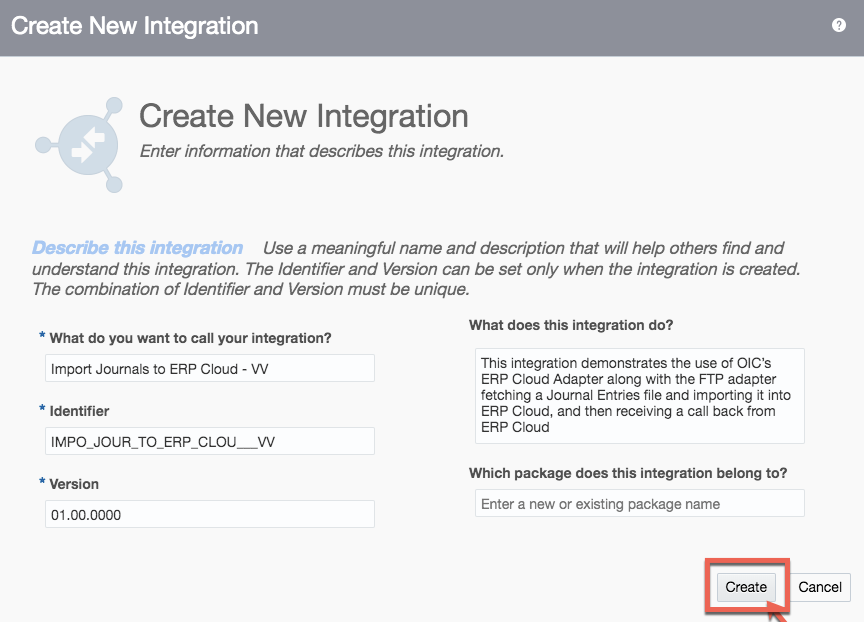 Create New Integration
?
Create New Integration
Enter information that describes this integration.
Describe this integration Use a meaningful name and description that will help others find and
understand this integration. The Identifier and Version can be set only when the integration is created.
The combination of Identifier and Version must be unique.
* What do you want to call your integration?
Import Journals to ERP Cloud - VV
* Identifier
IMPO_JOUR_TO_ERP_CLOU___VV
* Version
01.00.0000
What does this integration do?
This integration demonstrates the use of OIC's
ERP Cloud Adapter along with the FTP adapter
fetching a Journal Entries file and importing it into
ERP Cloud, and then receiving a call back from
ERP Cloud
Which package does this integration belong to?
Enter a new or existing package name
Create
Cancel